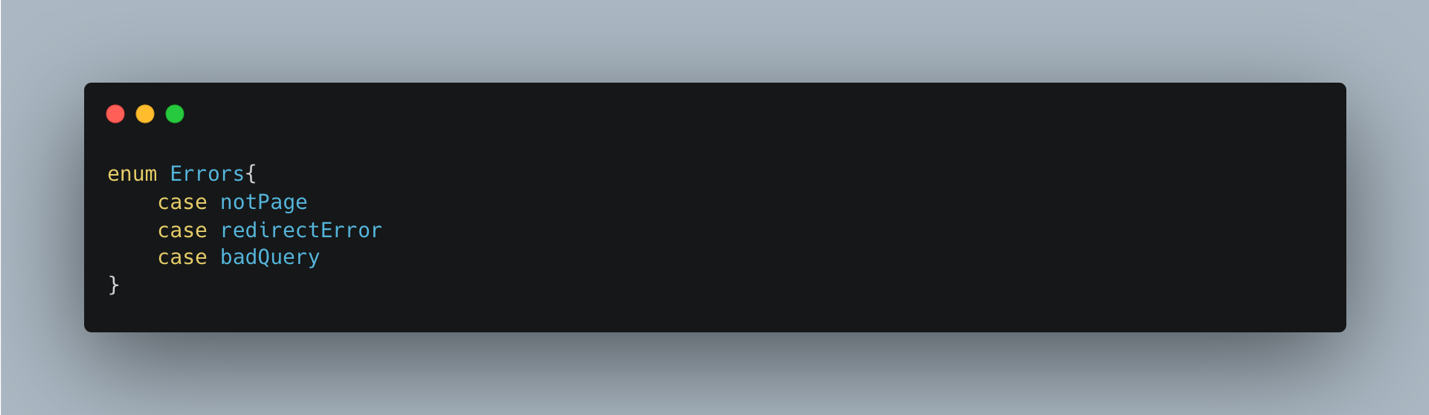 enum Errors{
    case notPage
    case redirectError
    case badQuery
}